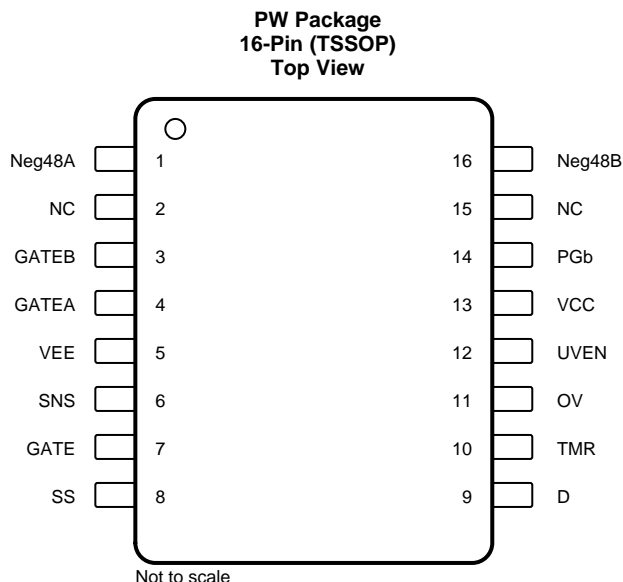 PW Package
16-Pin (TSSOP)
Top View
Neg48A 1 16 Neg48B
NC 2 15 NC
GATEB 3 14 PGb
GATEA 4 13 VCC
VEE 5 12 UVEN
SNS 6 11 OV
GATE 7 10 TMR
SS 8 9 D
Not to scale